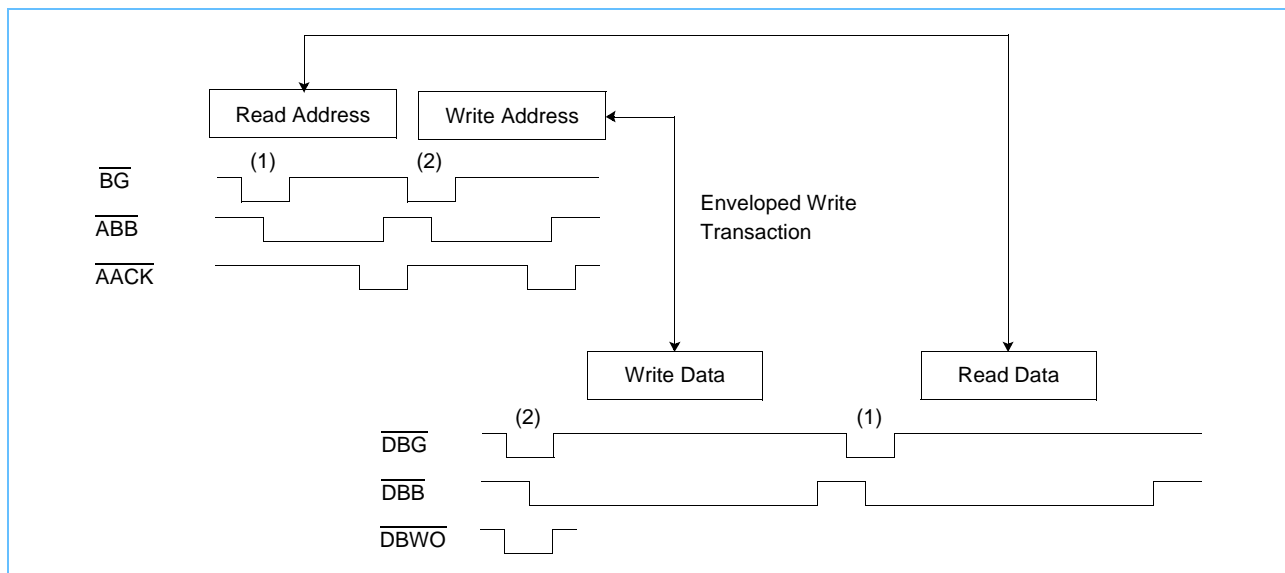 Read Address
Write Address
(1)
(2)
BG
ABB
AACK
Enveloped Write
Transaction
Write Data
Read Data
(2)
(1)
DBG
DBB
DBWO